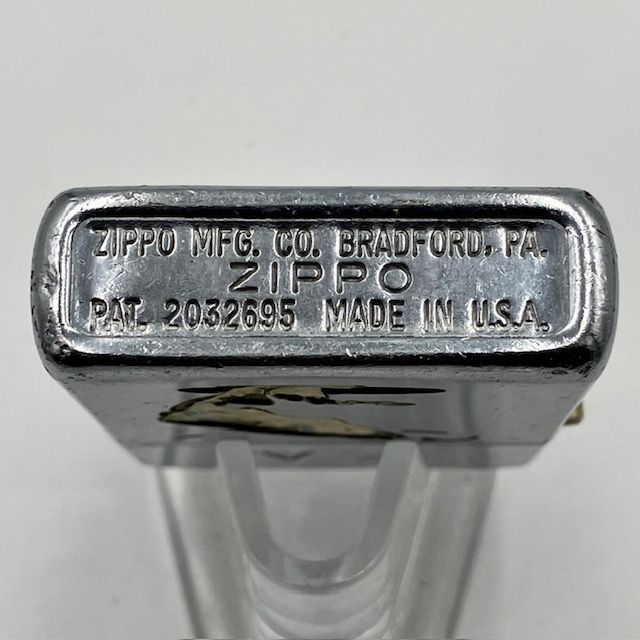 ZIPPO MFG. CO. BRADFORD, PA.
ZIPPO
PAT. 2032695 MADE IN U.S.A.